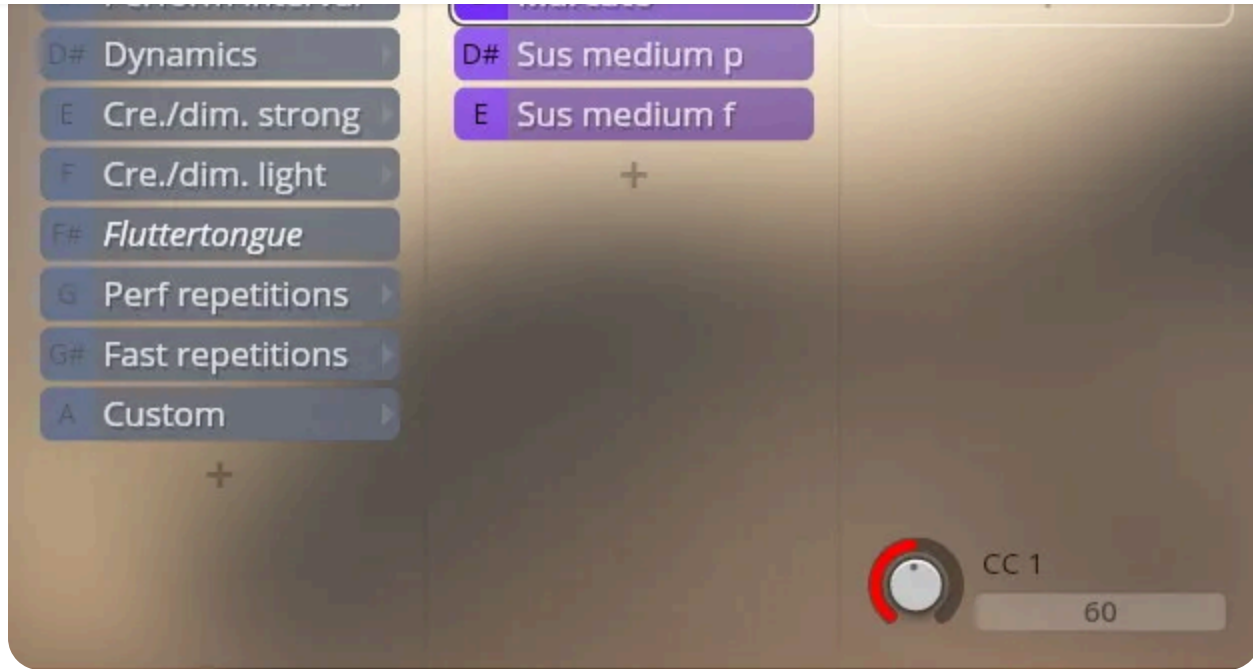 D# Dynamics
E Cre./dim. strong
F Cre./dim. light
F# Fluttertongue
G Perf repetitions
G# Fast repetitions
A Custom
+
D# Sus medium p
E Sus medium f
+
CC 1
60